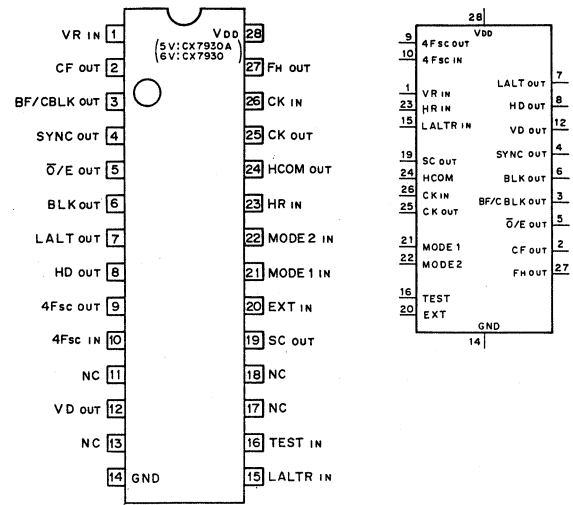 VR IN 1
CF OUT 2
BF/CBLK OUT 3
SYNC OUT 4
O̅/E OUT 5
BLK OUT 6
LALT OUT 7
HD OUT 8
4Fsc OUT 9
4Fsc IN 10
NC 11
VD OUT 12
NC 13
14 GND
VDD 28
(5V:CX7930A
6V:CX7930)
27 FH OUT
26 CK IN
25 CK OUT
24 HCOM OUT
23 HR IN
22 MODE 2 IN
21 MODE 1 IN
20 EXT IN
19 SC OUT
18 NC
17 NC
16 TEST IN
15 LALTR IN
28
VDD
9 4Fsc OUT
10 4Fsc IN
1 VR IN
23 HR IN
15 LALTR IN
19 SC OUT
24 HCOM
26 CK IN
25 CK OUT
21 MODE 1
22 MODE 2
16 TEST
20 EXT
LALT OUT 7
HD OUT 8
VD OUT 12
SYNC OUT 4
BLK OUT 6
BF/CBLK OUT 3
O̅/E OUT 5
CF OUT 2
FH OUT 27
GND
14